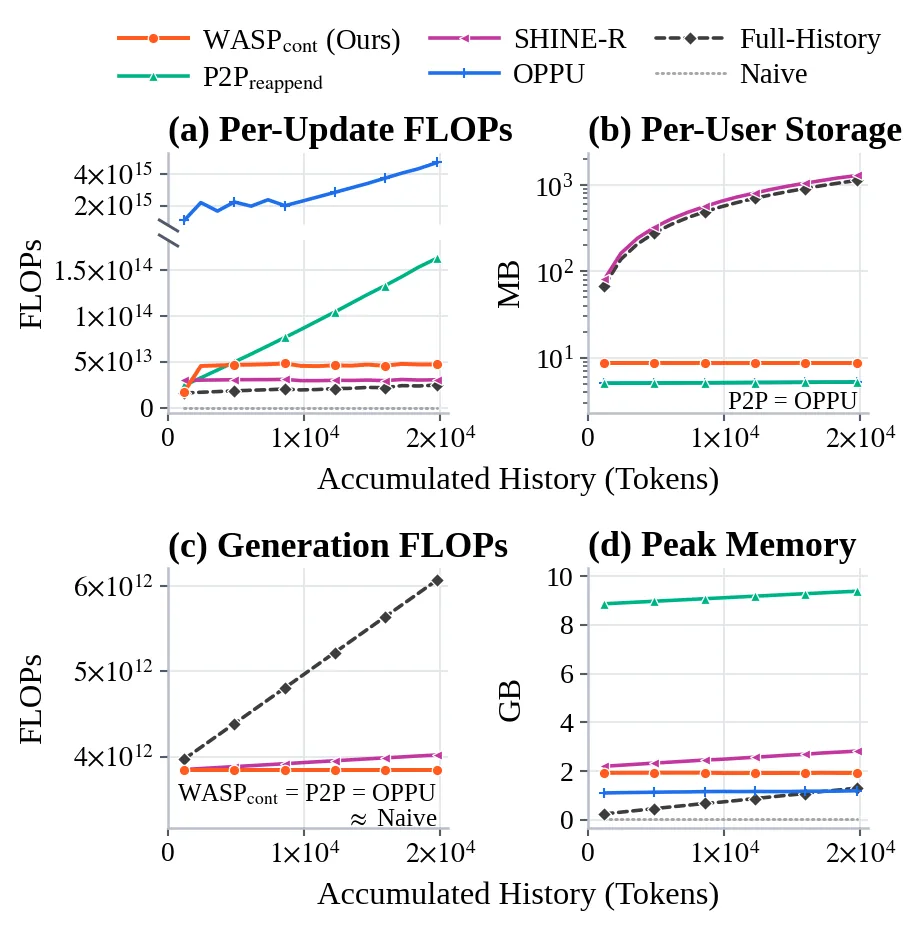 WASP_cont (Ours)
SHINE-R
Full-History
P2P_reappend
OPPU
Naive
(a) Per-Update FLOPs
(b) Per-User Storage
4×10^15
2×10^15
1.5×10^14
1×10^14
5×10^13
0
FLOPs
0
1×10^4
2×10^4
10^3
10^2
10^1
MB
P2P = OPPU
0
1×10^4
2×10^4
Accumulated History (Tokens)
(c) Generation FLOPs
(d) Peak Memory
6×10^12
5×10^12
4×10^12
FLOPs
WASP_cont = P2P = OPPU
≈ Naive
0
1×10^4
2×10^4
10
8
6
4
2
0
GB
0
1×10^4
2×10^4
Accumulated History (Tokens)